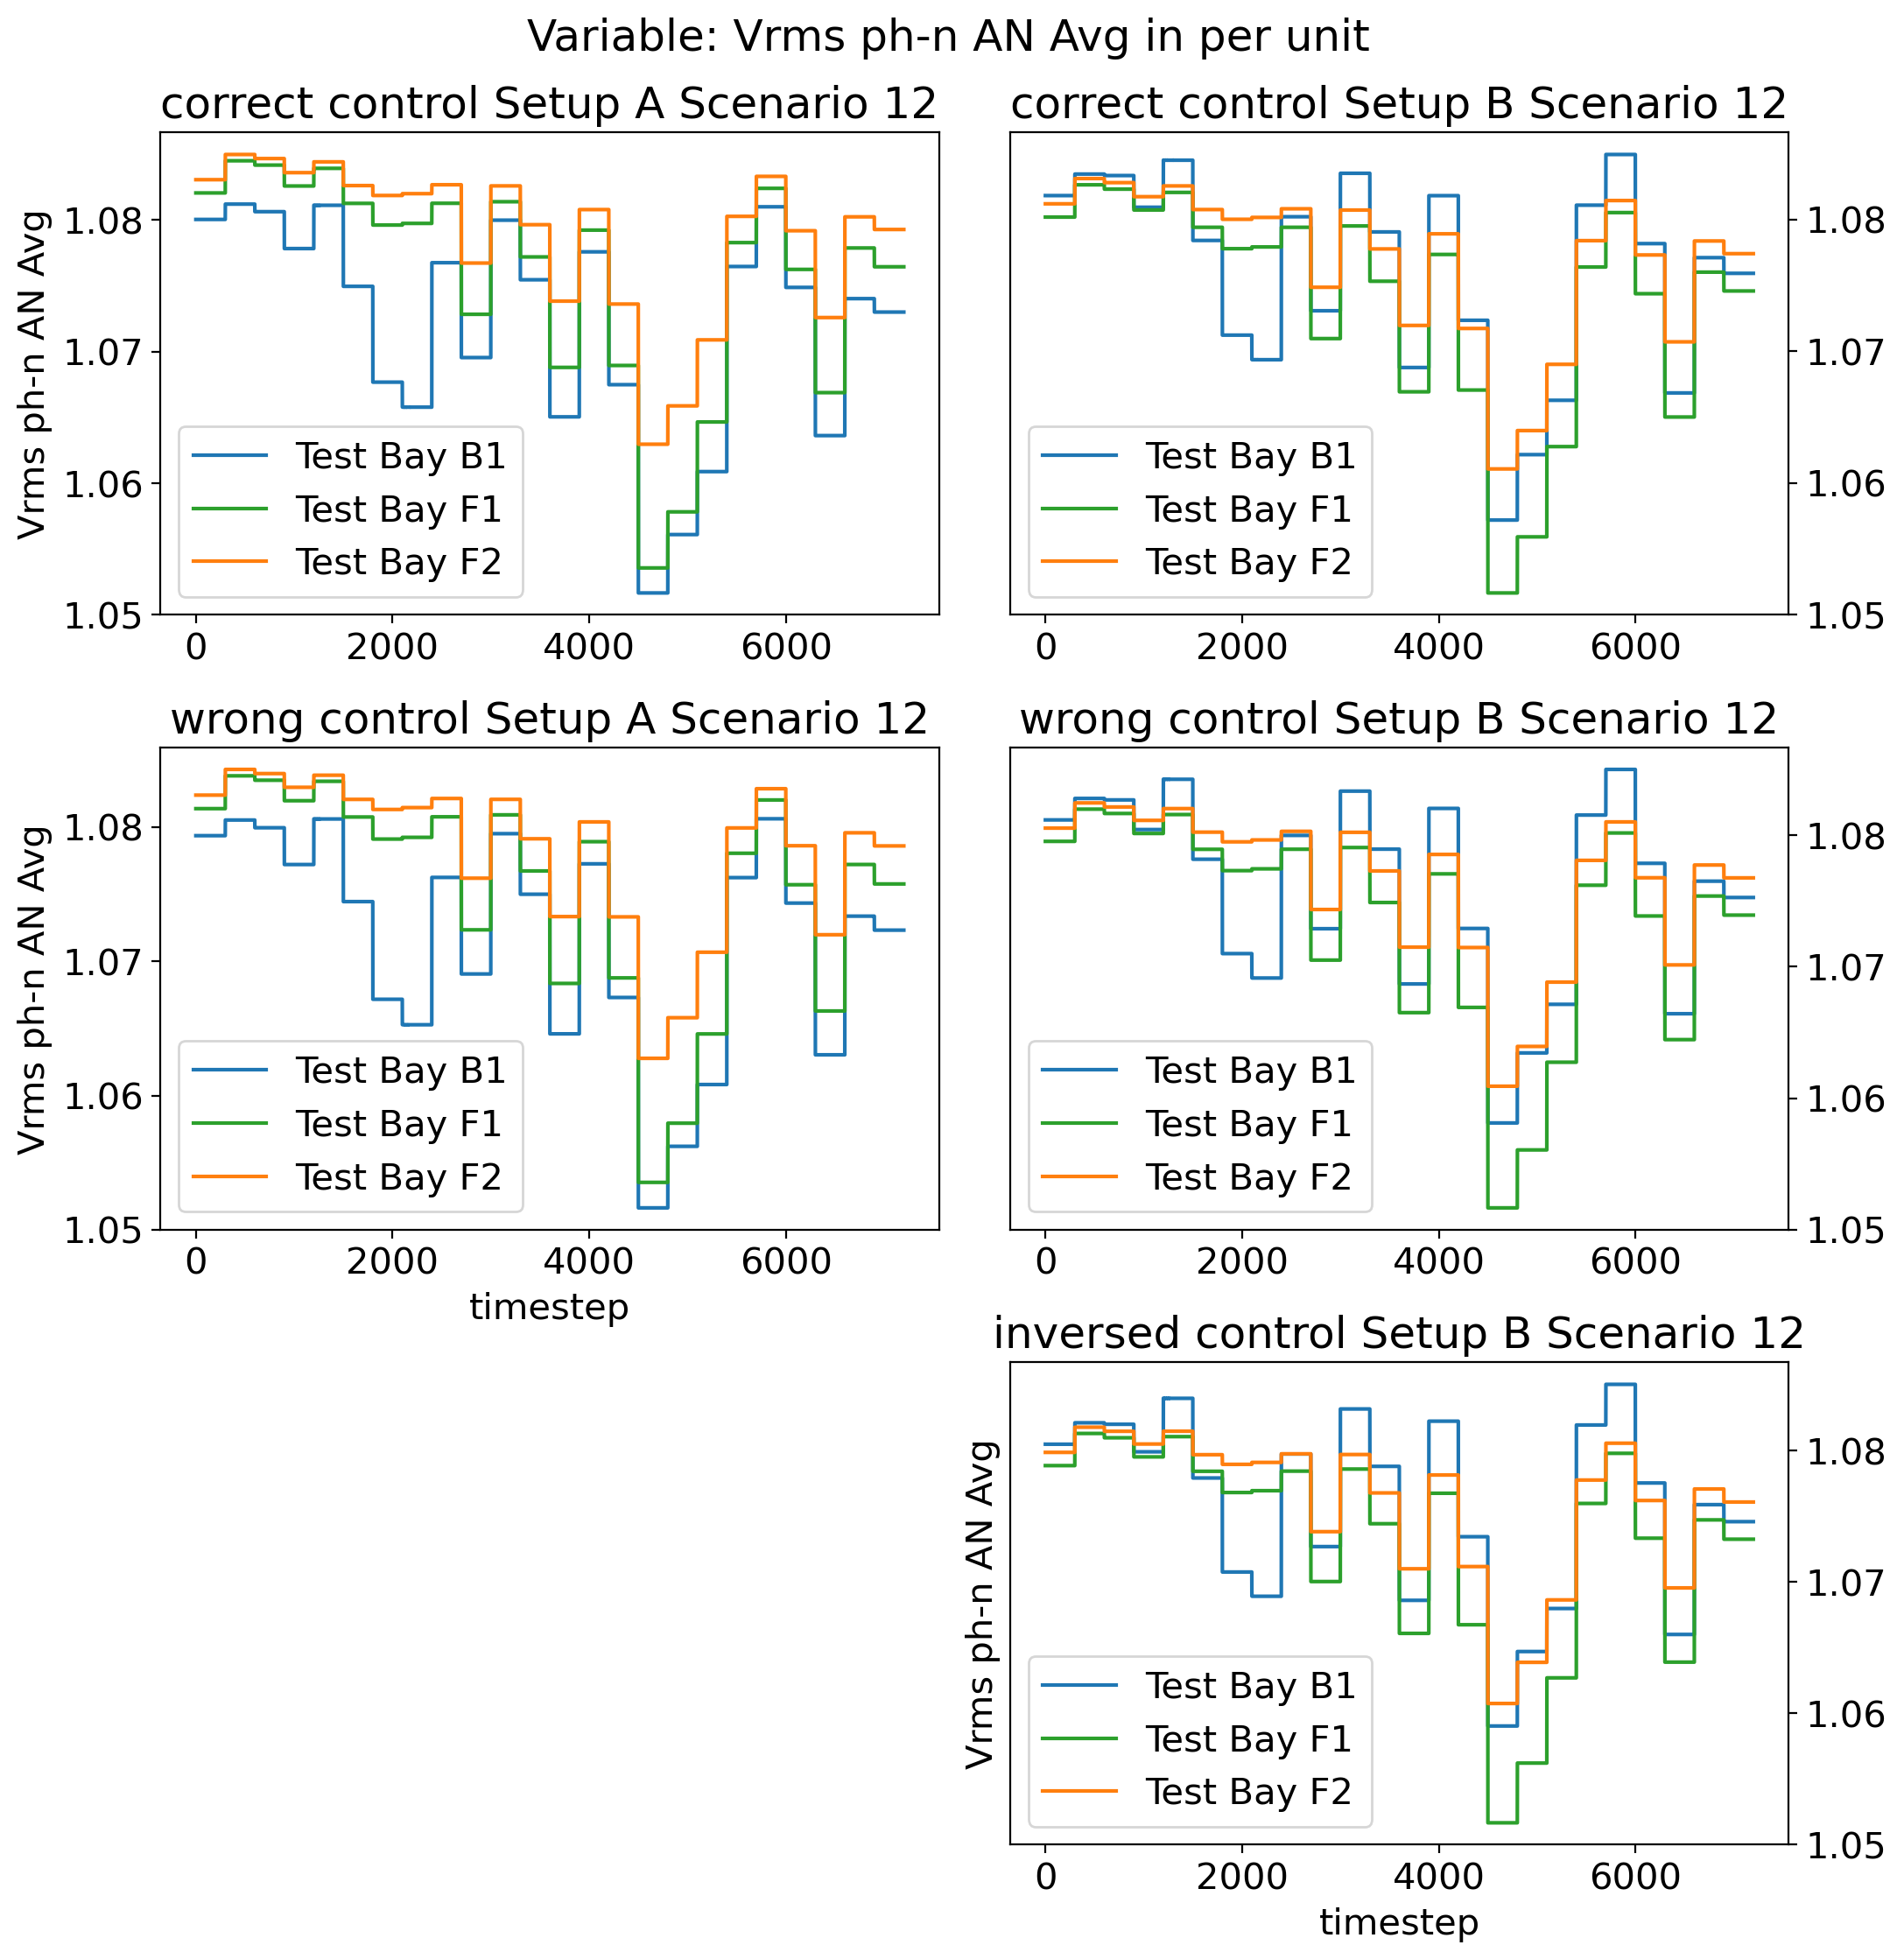 Variable: Vrms ph-n AN Avg in per unit
correct control Setup A Scenario 12
Vrms ph-n AN Avg
1.08
1.07
1.06
1.05
Test Bay B1
Test Bay F1
Test Bay F2
0 2000 4000 6000
correct control Setup B Scenario 12
1.08
1.07
1.06
1.05
Test Bay B1
Test Bay F1
Test Bay F2
0 2000 4000 6000
wrong control Setup A Scenario 12
Vrms ph-n AN Avg
1.08
1.07
1.06
1.05
Test Bay B1
Test Bay F1
Test Bay F2
0 2000 4000 6000
timestep
wrong control Setup B Scenario 12
1.08
1.07
1.06
1.05
Test Bay B1
Test Bay F1
Test Bay F2
0 2000 4000 6000
inversed control Setup B Scenario 12
Vrms ph-n AN Avg
1.08
1.07
1.06
1.05
Test Bay B1
Test Bay F1
Test Bay F2
0 2000 4000 6000
timestep